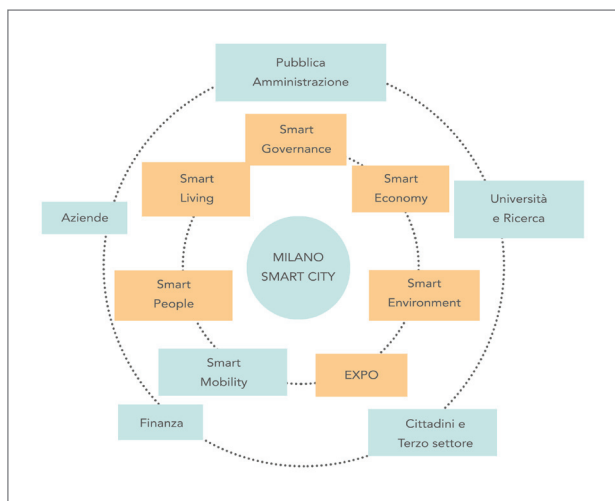 Pubblica
Amministrazione
Smart
Governance
Smart
Living
Smart
Economy
Aziende
Università
e Ricerca
MILANO
SMART CITY
Smart
People
Smart
Environment
Smart
Mobility
EXPO
Finanza
Cittadini e
Terzo settore